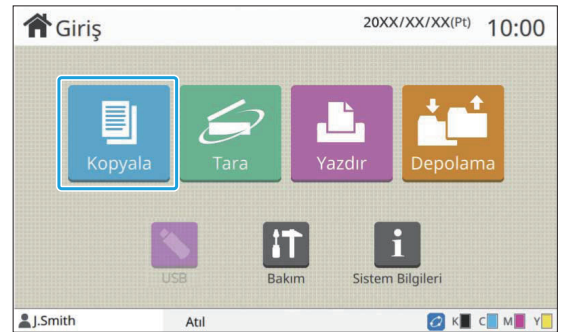 Giriş
20XX/XX/XX(Pt) 10:00
Kopyala Tara Yazdır Depolama
USB Bakım Sistem Bilgileri
J.Smith Atıl K C M Y